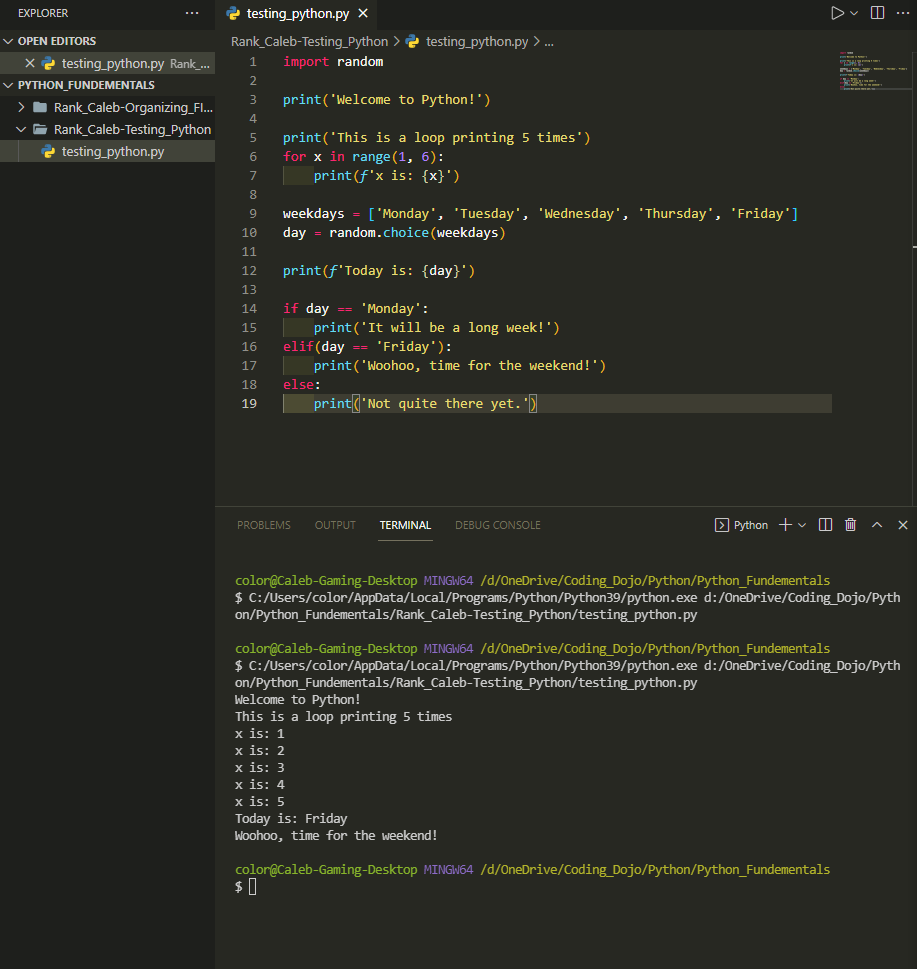 EXPLORER ···
OPEN EDITORS
testing_python.py Rank_...
PYTHON_FUNDEMENTALS
Rank_Caleb-Organizing_FI...
Rank_Caleb-Testing_Python
testing_python.py
testing_python.py
Rank_Caleb-Testing_Python > testing_python.py > ...
1 import random
2
3 print('Welcome to Python!')
4
5 print('This is a loop printing 5 times')
6 for x in range(1, 6):
7     print(f'x is: {x}')
8
9 weekdays = ['Monday', 'Tuesday', 'Wednesday', 'Thursday', 'Friday']
10 day = random.choice(weekdays)
11
12 print(f'Today is: {day}')
13
14 if day == 'Monday':
15     print('It will be a long week!')
16 elif(day == 'Friday'):
17     print('Woohoo, time for the weekend!')
18 else:
19     print('Not quite there yet.')
PROBLEMS OUTPUT TERMINAL DEBUG CONSOLE Python
color@Caleb-Gaming-Desktop MINGW64 /d/OneDrive/Coding_Dojo/Python/Python_Fundementals
$ C:/Users/color/AppData/Local/Programs/Python/Python39/python.exe d:/OneDrive/Coding_Dojo/Pyth
on/Python_Fundementals/Rank_Caleb-Testing_Python/testing_python.py
color@Caleb-Gaming-Desktop MINGW64 /d/OneDrive/Coding_Dojo/Python/Python_Fundementals
$ C:/Users/color/AppData/Local/Programs/Python/Python39/python.exe d:/OneDrive/Coding_Dojo/Pyth
on/Python_Fundementals/Rank_Caleb-Testing_Python/testing_python.py
Welcome to Python!
This is a loop printing 5 times
x is: 1
x is: 2
x is: 3
x is: 4
x is: 5
Today is: Friday
Woohoo, time for the weekend!
color@Caleb-Gaming-Desktop MINGW64 /d/OneDrive/Coding_Dojo/Python/Python_Fundementals
$